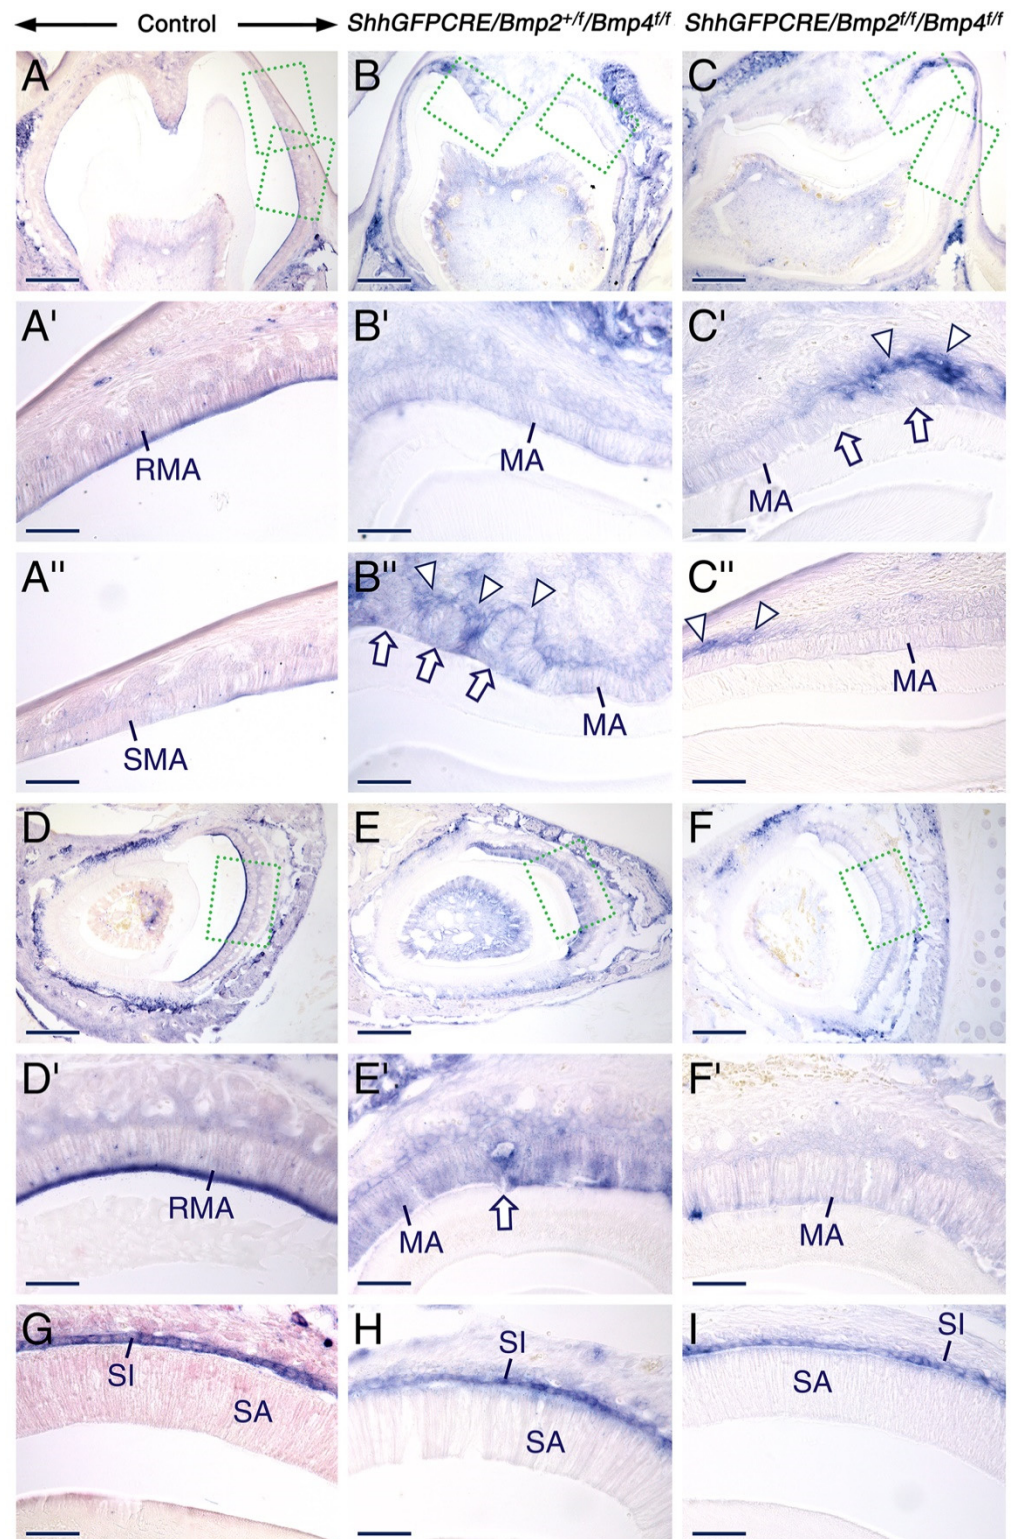 Control ShhGFPCRE/Bmp2+/f/Bmp4f/f ShhGFPCRE/Bmp2f/f/Bmp4f/f
A B C
A' B' C'
RMA MA MA
A" B" C"
SMA MA MA
D E F
D' E' F'
RMA MA MA
G H I
SI SI SI
SA SA SA